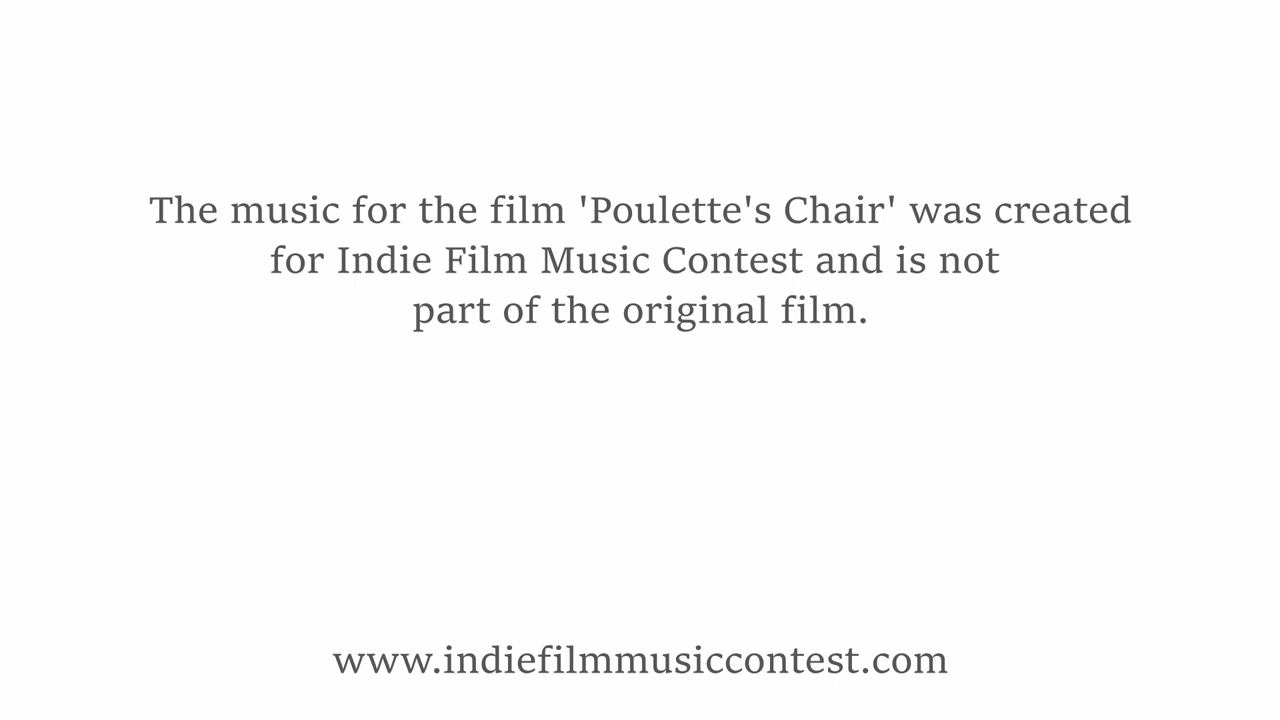 The music for the film 'Poulette's Chair' was created
for Indie Film Music Contest and is not
part of the original film.
www.indiefilmmusiccontest.com